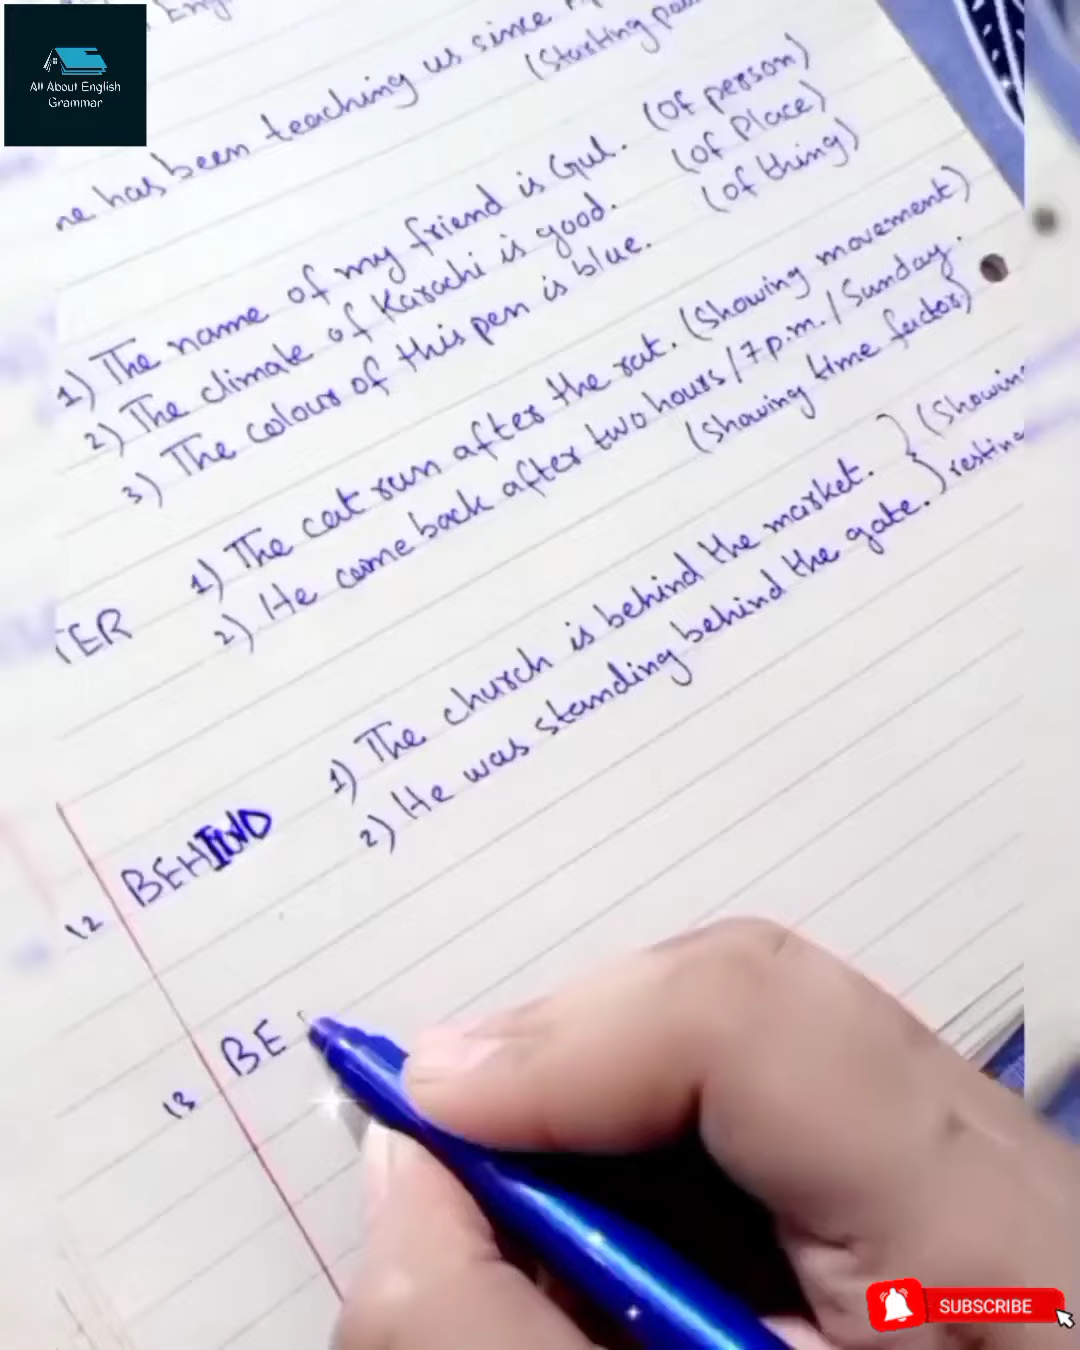 All About English
Grammar
Eng
has been teaching us since
(Starting
1) The name of my friend is Gul. (Of person)
2) The climate of Karachi is good. (Of Place)
3) The colour of this pen is blue. (Of thing)
TER 1) The cat run after the rat. (Showing movement)
2) He came back after two hours / 7 p.m. / Sunday.
(Showing time factor)
12 BEHIND 1) The church is behind the market. } (Showing
2) He was standing behind the gate. }
13 BE
SUBSCRIBE